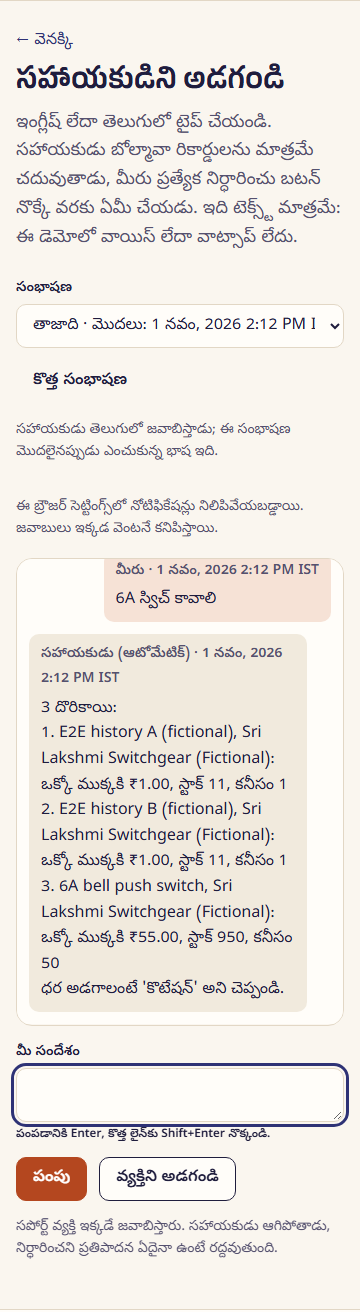 ← వెనక్కి
సహాయకుడిని అడగండి
ఇంగ్లీష్ లేదా తెలుగులో టైప్ చేయండి.
సహాయకుడు బోల్మావా రికార్డులను మాత్రమే
చదువుతాడు, మీరు ప్రత్యేక నిర్ధారించు బటన్
నొక్కే వరకు ఏమీ చేయడు. ఇది టెక్స్ట్ మాత్రమే:
ఈ డెమోలో వాయిస్ లేదా వాట్సాప్ లేదు.
సంభాషణ
తాజాది · మొదలు: 1 నవం, 2026 2:12 PM I
కొత్త సంభాషణ
సహాయకుడు తెలుగులో జవాబిస్తాడు; ఈ సంభాషణ
మొదలైనప్పుడు ఎంచుకున్న భాష ఇది.
ఈ బ్రౌజర్ సెట్టింగ్స్‌లో నోటిఫికేషన్లు నిలిపివేయబడ్డాయి.
జవాబులు ఇక్కడ వెంటనే కనిపిస్తాయి.
మీరు · 1 నవం, 2026 2:12 PM IST
6A స్విచ్ కావాలి
సహాయకుడు (ఆటోమేటిక్) · 1 నవం, 2026
2:12 PM IST
3 దొరికాయి:
1. E2E history A (fictional), Sri
Lakshmi Switchgear (Fictional):
ఒక్కో ముక్కకి ₹1.00, స్టాక్ 11, కనీసం 1
2. E2E history B (fictional), Sri
Lakshmi Switchgear (Fictional):
ఒక్కో ముక్కకి ₹1.00, స్టాక్ 11, కనీసం 1
3. 6A bell push switch, Sri
Lakshmi Switchgear (Fictional):
ఒక్కో ముక్కకి ₹55.00, స్టాక్ 950, కనీసం
50
ధర అడగాలంటే 'కొటేషన్' అని చెప్పండి.
మీ సందేశం
పంపడానికి Enter, కొత్త లైన్‌కు Shift+Enter నొక్కండి.
పంపు
వ్యక్తిని అడగండి
సపోర్ట్ వ్యక్తి ఇక్కడే జవాబిస్తారు. సహాయకుడు ఆగిపోతాడు,
నిర్ధారించని ప్రతిపాదన ఏదైనా ఉంటే రద్దవుతుంది.